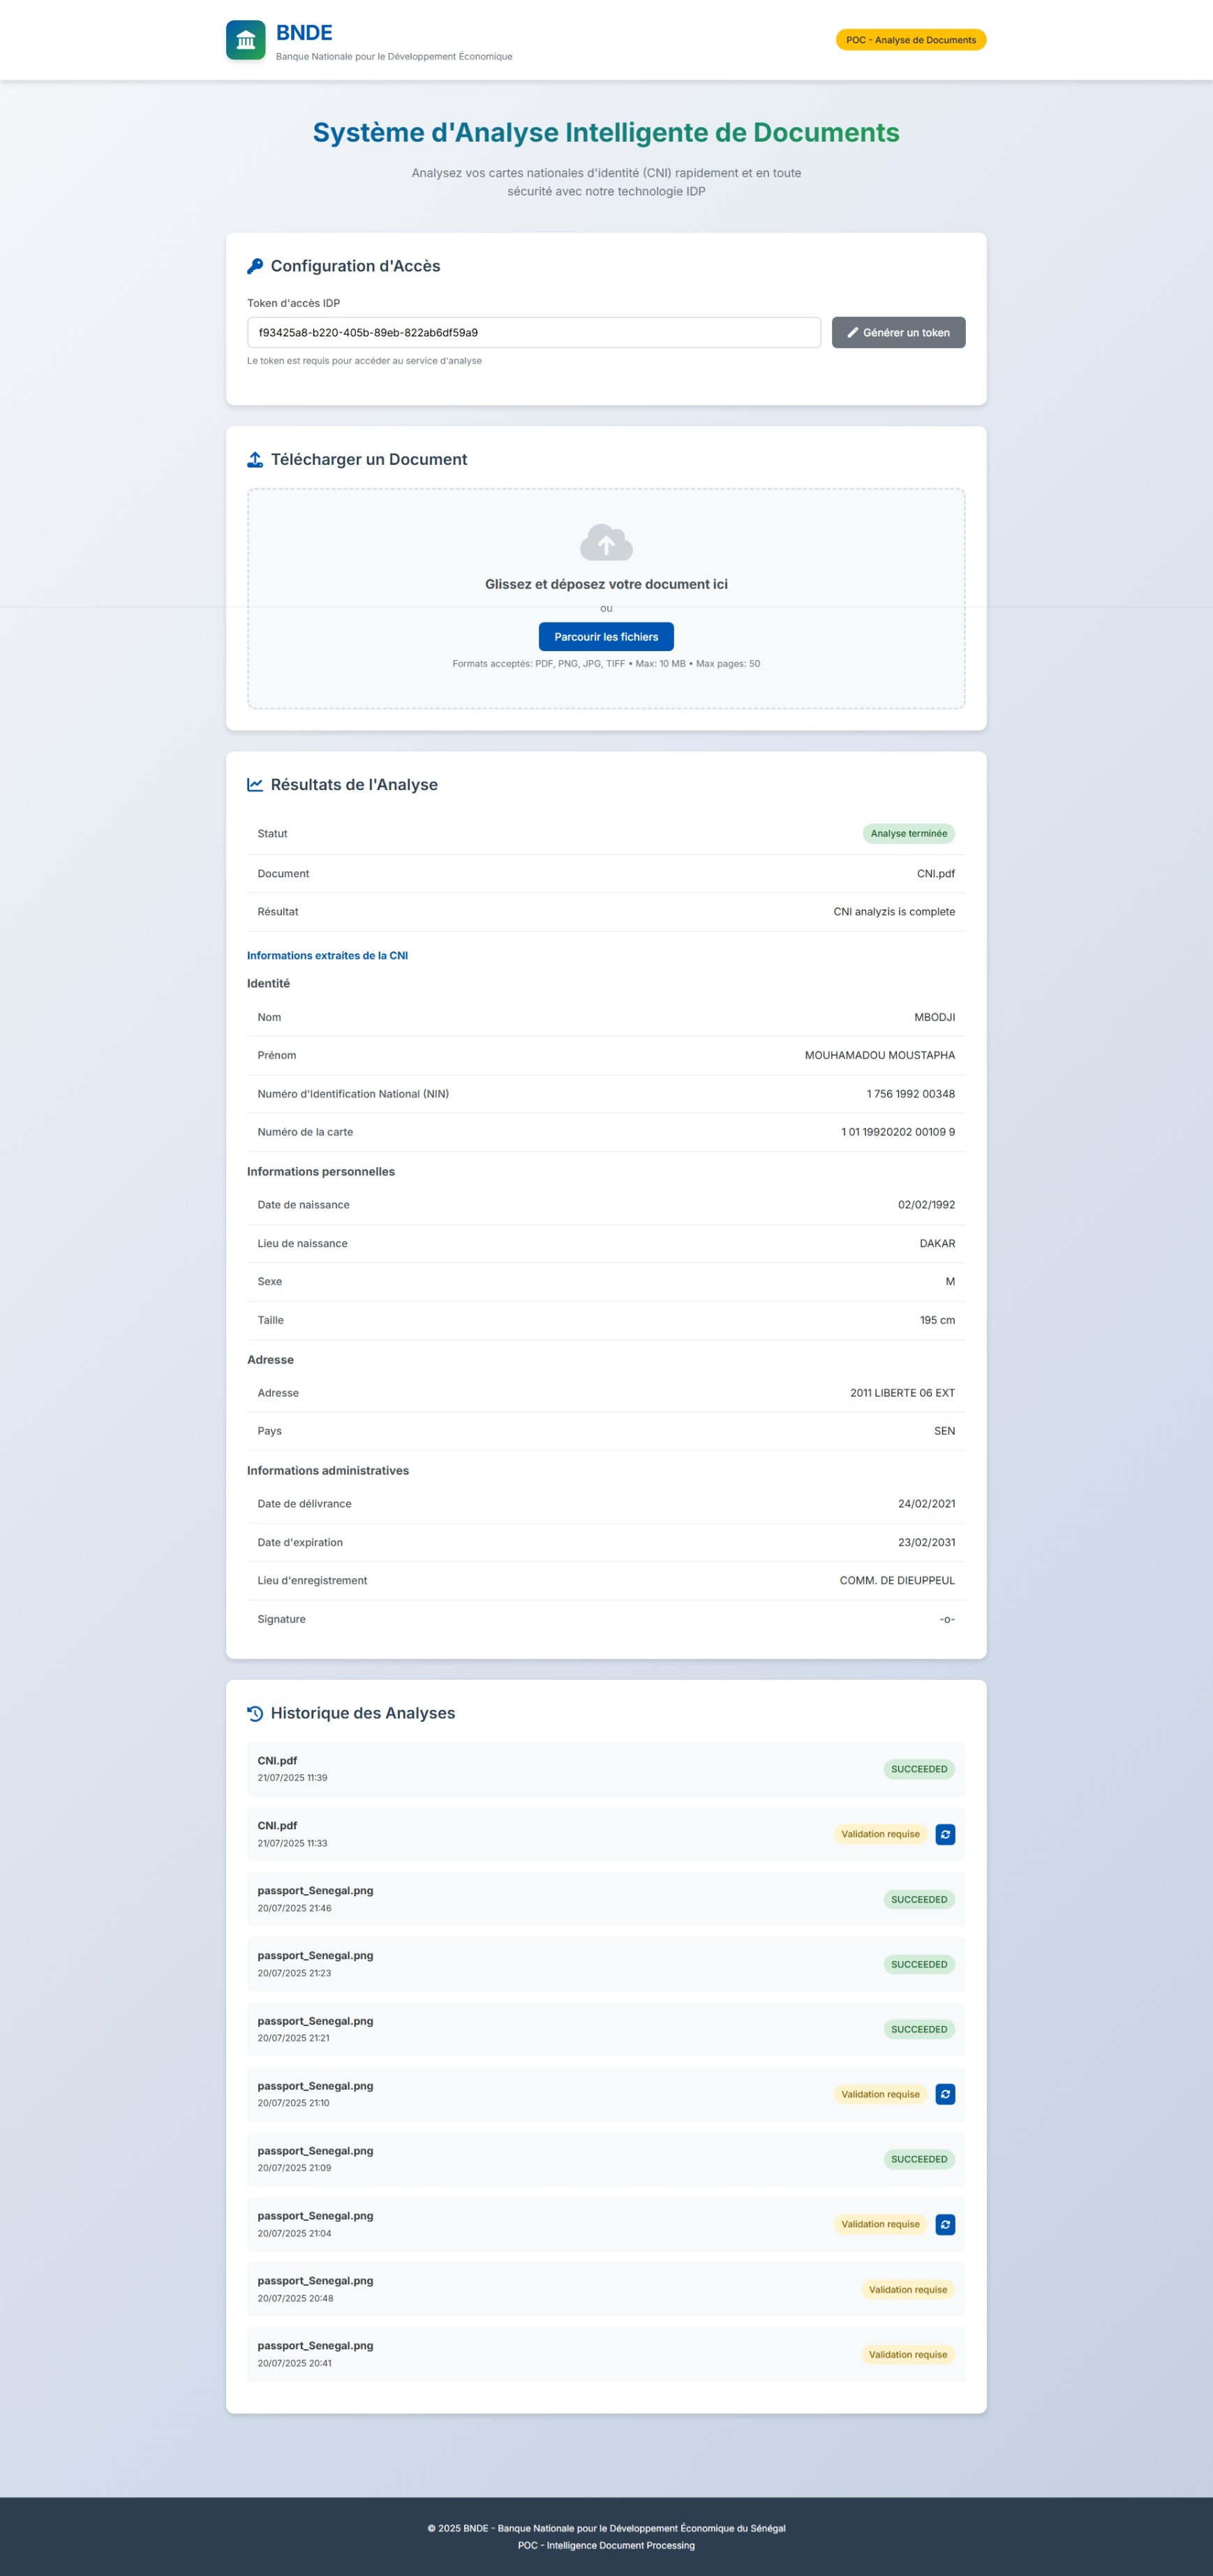 BNDE
Banque Nationale pour le Développement Économique
POC - Analyse de Documents
Système d'Analyse Intelligente de Documents
Analysez vos cartes nationales d'identité (CNI) rapidement et en toute
sécurité avec notre technologie IDP
Configuration d'Accès
Token d'accès IDP
f93425a8-b220-405b-89eb-822ab6df59a9
Générer un token
Le token est requis pour accéder au service d'analyse
Télécharger un Document
Glissez et déposez votre document ici
ou
Parcourir les fichiers
Formats acceptés: PDF, PNG, JPG, TIFF • Max: 10 MB • Max pages: 50
Résultats de l'Analyse
Statut Analyse terminée
Document CNI.pdf
Résultat CNI analyzis is complete
Informations extraites de la CNI
Identité
Nom MBODJI
Prénom MOUHAMADOU MOUSTAPHA
Numéro d'Identification National (NIN) 1 756 1992 00348
Numéro de la carte 1 01 19920202 00109 9
Informations personnelles
Date de naissance 02/02/1992
Lieu de naissance DAKAR
Sexe M
Taille 195 cm
Adresse
Adresse 2011 LIBERTE 06 EXT
Pays SEN
Informations administratives
Date de délivrance 24/02/2021
Date d'expiration 23/02/2031
Lieu d'enregistrement COMM. DE DIEUPPEUL
Signature -o-
Historique des Analyses
CNI.pdf
21/07/2025 11:39
SUCCEEDED
CNI.pdf
21/07/2025 11:33
Validation requise
passport_Senegal.png
20/07/2025 21:46
SUCCEEDED
passport_Senegal.png
20/07/2025 21:23
SUCCEEDED
passport_Senegal.png
20/07/2025 21:21
SUCCEEDED
passport_Senegal.png
20/07/2025 21:10
Validation requise
passport_Senegal.png
20/07/2025 21:09
SUCCEEDED
passport_Senegal.png
20/07/2025 21:04
Validation requise
passport_Senegal.png
20/07/2025 20:48
Validation requise
passport_Senegal.png
20/07/2025 20:41
Validation requise
© 2025 BNDE - Banque Nationale pour le Développement Économique du Sénégal
POC - Intelligence Document Processing